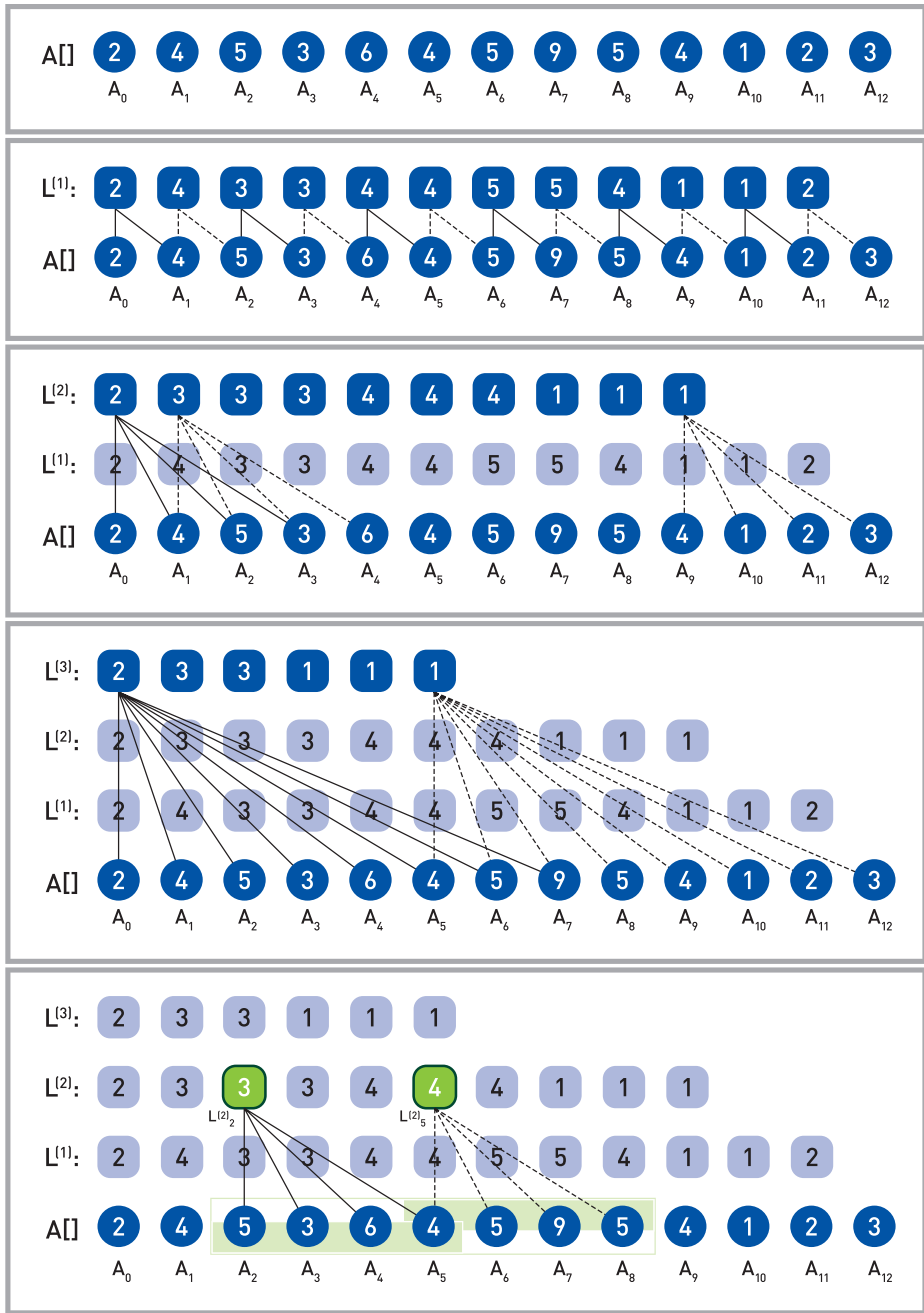 A[] 2 4 5 3 6 4 5 9 5 4 1 2 3
A₀ A₁ A₂ A₃ A₄ A₅ A₆ A₇ A₈ A₉ A₁₀ A₁₁ A₁₂
L⁽¹⁾: 2 4 3 3 4 4 5 5 4 1 1 2
A[] 2 4 5 3 6 4 5 9 5 4 1 2 3
A₀ A₁ A₂ A₃ A₄ A₅ A₆ A₇ A₈ A₉ A₁₀ A₁₁ A₁₂
L⁽²⁾: 2 3 3 3 4 4 4 1 1 1
L⁽¹⁾: 2 4 3 3 4 4 5 5 4 1 1 2
A[] 2 4 5 3 6 4 5 9 5 4 1 2 3
A₀ A₁ A₂ A₃ A₄ A₅ A₆ A₇ A₈ A₉ A₁₀ A₁₁ A₁₂
L⁽³⁾: 2 3 3 1 1 1
L⁽²⁾: 2 3 3 3 4 4 4 1 1 1
L⁽¹⁾: 2 4 3 3 4 4 5 5 4 1 1 2
A[] 2 4 5 3 6 4 5 9 5 4 1 2 3
A₀ A₁ A₂ A₃ A₄ A₅ A₆ A₇ A₈ A₉ A₁₀ A₁₁ A₁₂
L⁽³⁾: 2 3 3 1 1 1
L⁽²⁾: 2 3 3 3 4 4 4 1 1 1
L⁽²⁾₂ L⁽²⁾₅
L⁽¹⁾: 2 4 3 3 4 4 5 5 4 1 1 2
A[] 2 4 5 3 6 4 5 9 5 4 1 2 3
A₀ A₁ A₂ A₃ A₄ A₅ A₆ A₇ A₈ A₉ A₁₀ A₁₁ A₁₂